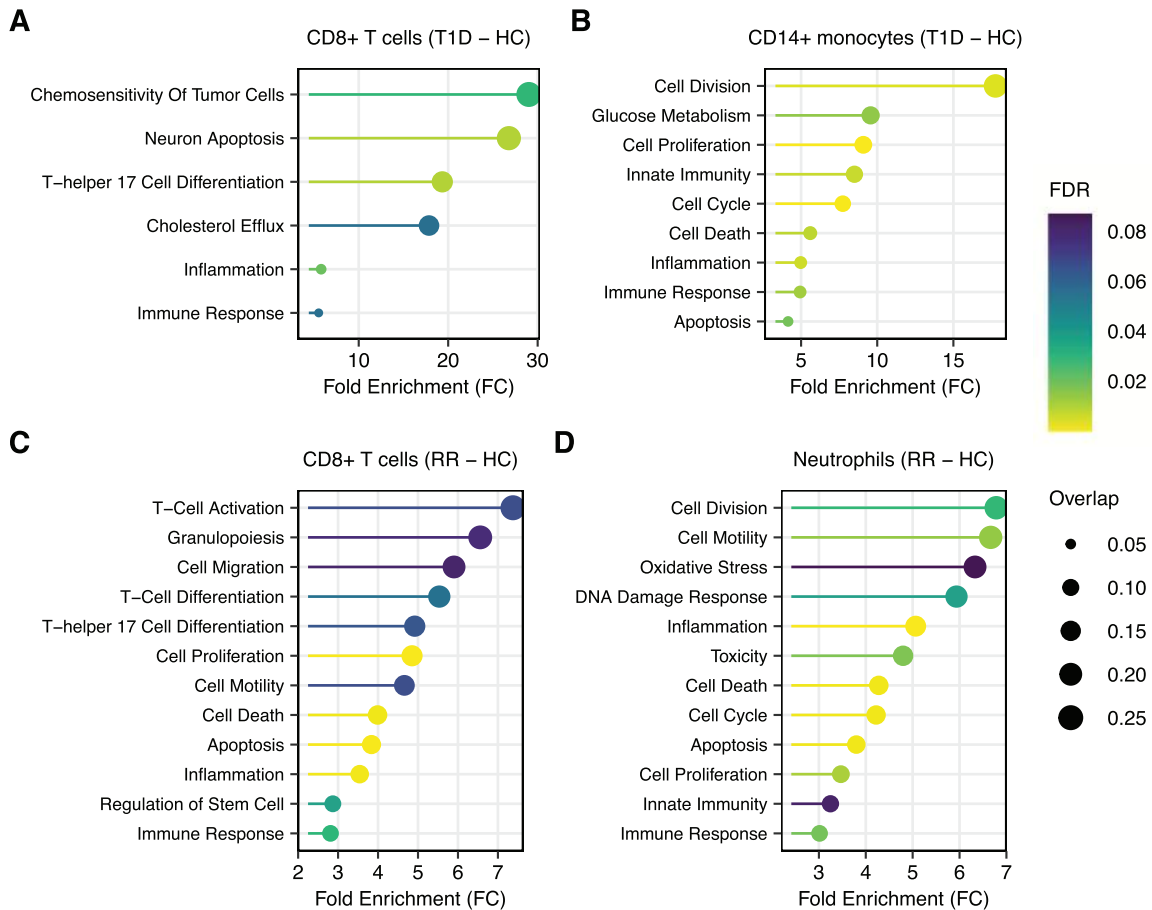 A
CD8+ T cells (T1D − HC)
Chemosensitivity Of Tumor Cells
Neuron Apoptosis
T−helper 17 Cell Differentiation
Cholesterol Efflux
Inflammation
Immune Response
10 20 30
Fold Enrichment (FC)
B
CD14+ monocytes (T1D − HC)
Cell Division
Glucose Metabolism
Cell Proliferation
Innate Immunity
Cell Cycle
Cell Death
Inflammation
Immune Response
Apoptosis
5 10 15
Fold Enrichment (FC)
FDR
0.08
0.06
0.04
0.02
C
CD8+ T cells (RR − HC)
T−Cell Activation
Granulopoiesis
Cell Migration
T−Cell Differentiation
T−helper 17 Cell Differentiation
Cell Proliferation
Cell Motility
Cell Death
Apoptosis
Inflammation
Regulation of Stem Cell
Immune Response
2 3 4 5 6 7
Fold Enrichment (FC)
D
Neutrophils (RR − HC)
Cell Division
Cell Motility
Oxidative Stress
DNA Damage Response
Inflammation
Toxicity
Cell Death
Cell Cycle
Apoptosis
Cell Proliferation
Innate Immunity
Immune Response
3 4 5 6 7
Fold Enrichment (FC)
Overlap
0.05
0.10
0.15
0.20
0.25